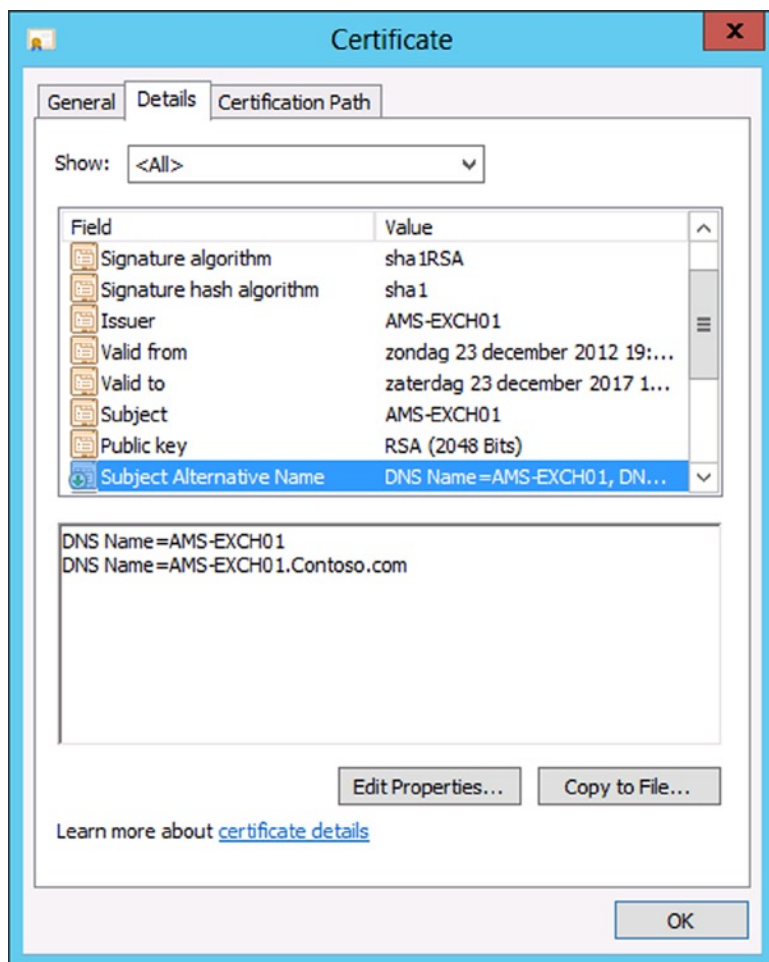 Certificate
x
General Details Certification Path
Show: <All>
Field Value
Signature algorithm sha1RSA
Signature hash algorithm sha1
Issuer AMS-EXCH01
Valid from zondag 23 december 2012 19:...
Valid to zaterdag 23 december 2017 1...
Subject AMS-EXCH01
Public key RSA (2048 Bits)
Subject Alternative Name DNS Name=AMS-EXCH01, DN...
DNS Name=AMS-EXCH01
DNS Name=AMS-EXCH01.Contoso.com
Edit Properties... Copy to File...
Learn more about certificate details
OK